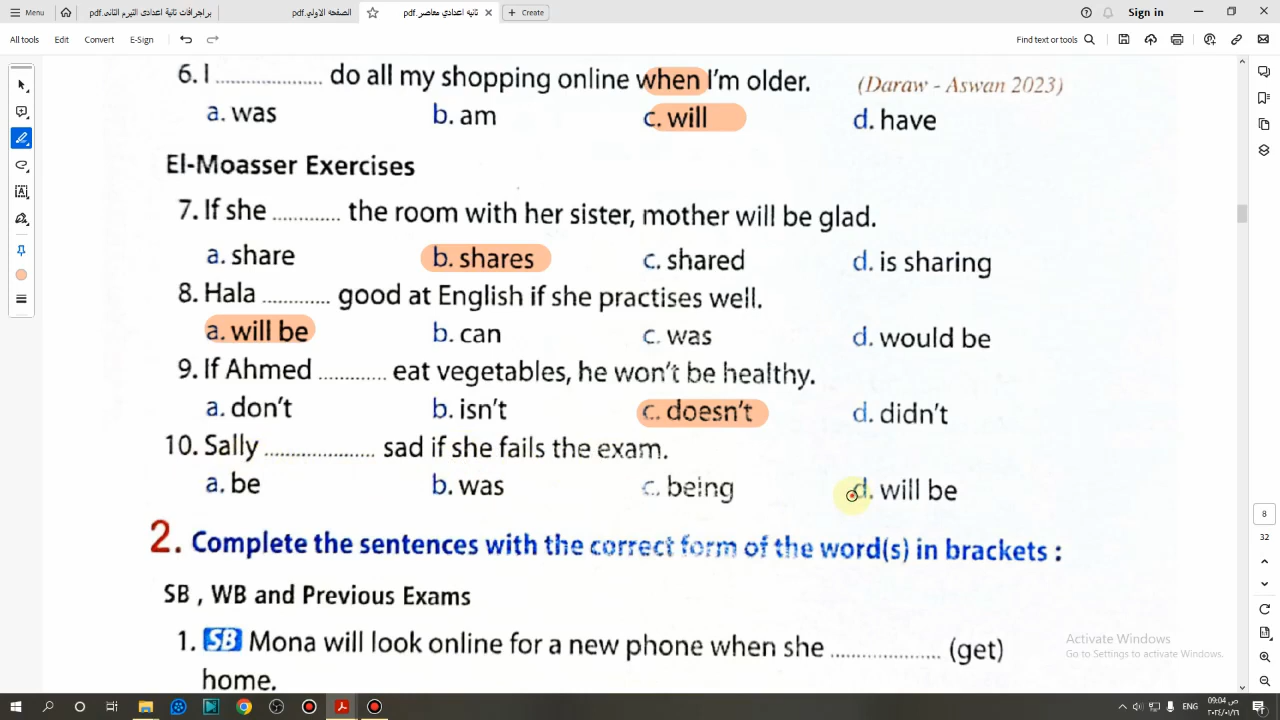 Menu براجرافات تانية اعدادى التيرم التانى.pdf الصفحة الاولي.pdf تانيه اعدادي معاصر.pdf Create Sign in
All tools Edit Convert E-Sign Find text or tools
6. I .................... do all my shopping online when I'm older. (Daraw - Aswan 2023)
a. was b. am c. will d. have
El-Moasser Exercises
7. If she ............ the room with her sister, mother will be glad.
a. share b. shares c. shared d. is sharing
8. Hala ............ good at English if she practises well.
a. will be b. can c. was d. would be
9. If Ahmed ............ eat vegetables, he won't be healthy.
a. don't b. isn't c. doesn't d. didn't
10. Sally .................... sad if she fails the exam.
a. be b. was c. being d. will be
2. Complete the sentences with the correct form of the word(s) in brackets :
SB , WB and Previous Exams
1. SB Mona will look online for a new phone when she .................... (get)
home.
8
32
Activate Windows
Go to Settings to activate Windows.
ENG 09:04 ص